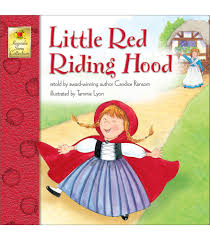 Little Red
Riding Hood
retold by award-winning author Candice Ransom
illustrated by Tammie Lyon